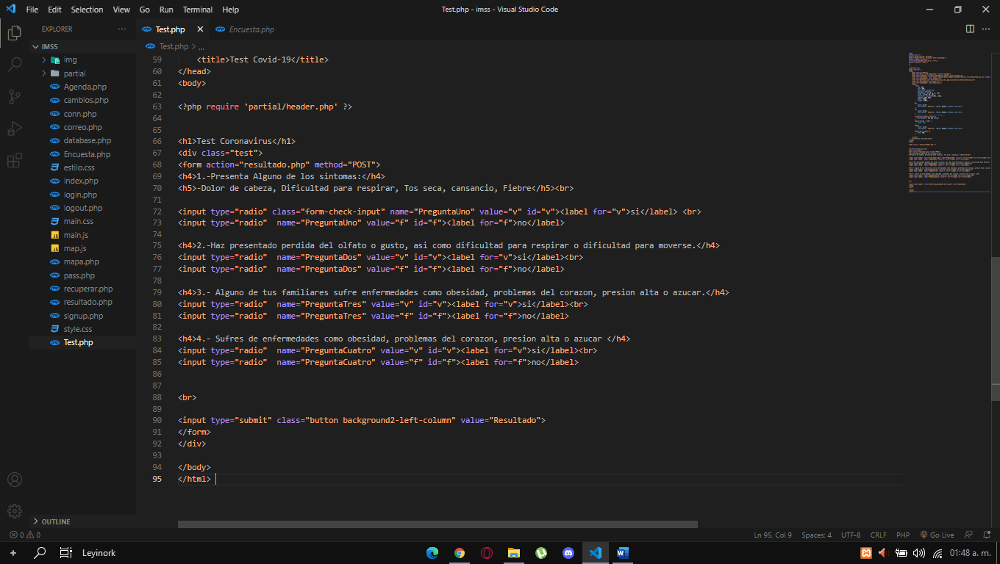 File Edit Selection View Go Run Terminal Help
Test.php - imss - Visual Studio Code
EXPLORER
Test.php
Encuesta.php
IMSS
img
partial
Agenda.php
cambios.php
conn.php
correo.php
database.php
Encuesta.php
estilo.css
index.php
login.php
logout.php
main.css
main.js
map.js
mapa.php
pass.php
recuperar.php
resultado.php
signup.php
style.css
Test.php
OUTLINE
Test.php > ...
59 <title>Test Covid-19</title>
60 </head>
61 <body>
62
63 <?php require 'partial/header.php' ?>
64
65
66 <h1>Test Coronavirus</h1>
67 <div class="test">
68 <form action="resultado.php" method="POST">
69 <h4>1.-Presenta Alguno de los sintomas:</h4>
70 <h5>-Dolor de cabeza, Dificultad para respirar, Tos seca, cansancio, Fiebre</h5><br>
71
72 <input type="radio" class="form-check-input" name="PreguntaUno" value="v" id="v"><label for="v">si</label> <br>
73 <input type="radio"  name="PreguntaUno" value="f" id="f"><label for="f">no</label>
74
75 <h4>2.-Haz presentado perdida del olfato o gusto, asi como dificultad para respirar o dificultad para moverse.</h4>
76 <input type="radio"  name="PreguntaDos" value="v" id="v"><label for="v">si</label><br>
77 <input type="radio"  name="PreguntaDos" value="f" id="f"><label for="f">no</label>
78
79 <h4>3.- Alguno de tus familiares sufre enfermedades como obesidad, problemas del corazon, presion alta o azucar.</h4>
80 <input type="radio"  name="PreguntaTres" value="v" id="v"><label for="v">si</label><br>
81 <input type="radio"  name="PreguntaTres" value="f" id="f"><label for="f">no</label>
82
83 <h4>4.- Sufres de enfermedades como obesidad, problemas del corazon, presion alta o azucar </h4>
84 <input type="radio"  name="PreguntaCuatro" value="v" id="v"><label for="v">si</label><br>
85 <input type="radio"  name="PreguntaCuatro" value="f" id="f"><label for="f">no</label>
86
87
88 <br>
89
90 <input type="submit" class="button background2-left-column" value="Resultado">
91 </form>
92 </div>
93
94 </body>
95 </html>
0 0
Ln 95, Col 9 Spaces: 4 UTF-8 CRLF PHP Go Live
Leyinork
01:48 a. m.